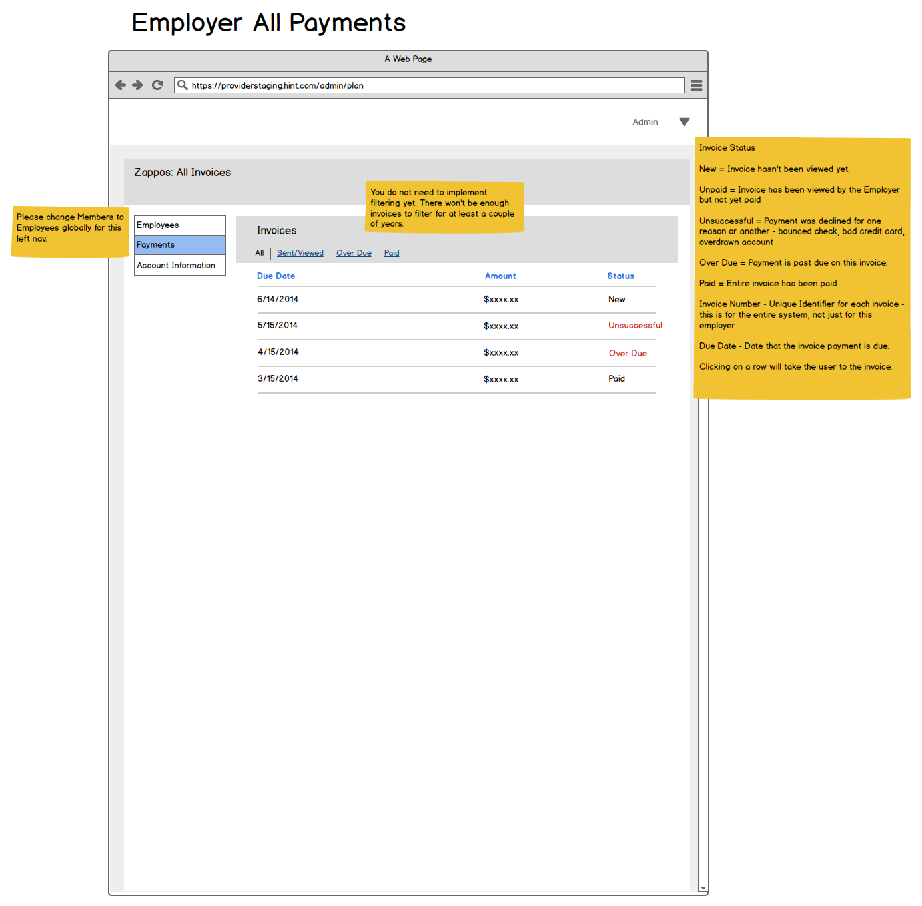 Employer All Payments
A Web Page
https://providerstaging.hint.com/admin/plan
Admin
Zappos: All Invoices
You do not need to implement
filtering yet. There won't be enough
invoices to filter for at least a couple
of years.
Please change Members to
Employees globally for this
left nav.
Employees
Payments
Account Information
Invoices
All Sent/Viewed Over Due Paid
Due Date Amount Status
6/14/2014 $xxxx.xx New
5/15/2014 $xxxx.xx Unsuccessful
4/15/2014 $xxxx.xx Over Due
3/15/2014 $xxxx.xx Paid
Invoice Status
New = Invoice hasn't been viewed yet.
Unpaid = Invoice has been viewed by the Employer
but not yet paid
Unsuccessful = Payment was declined for one
reason or another - bounced check, bad credit card,
overdrawn account
Over Due = Payment is past due on this invoice.
Paid = Entire invoice has been paid
Invoice Number - Unique Identifier for each invoice -
this is for the entire system, not just for this
employer
Due Date - Date that the invoice payment is due.
Clicking on a row will take the user to the invoice.